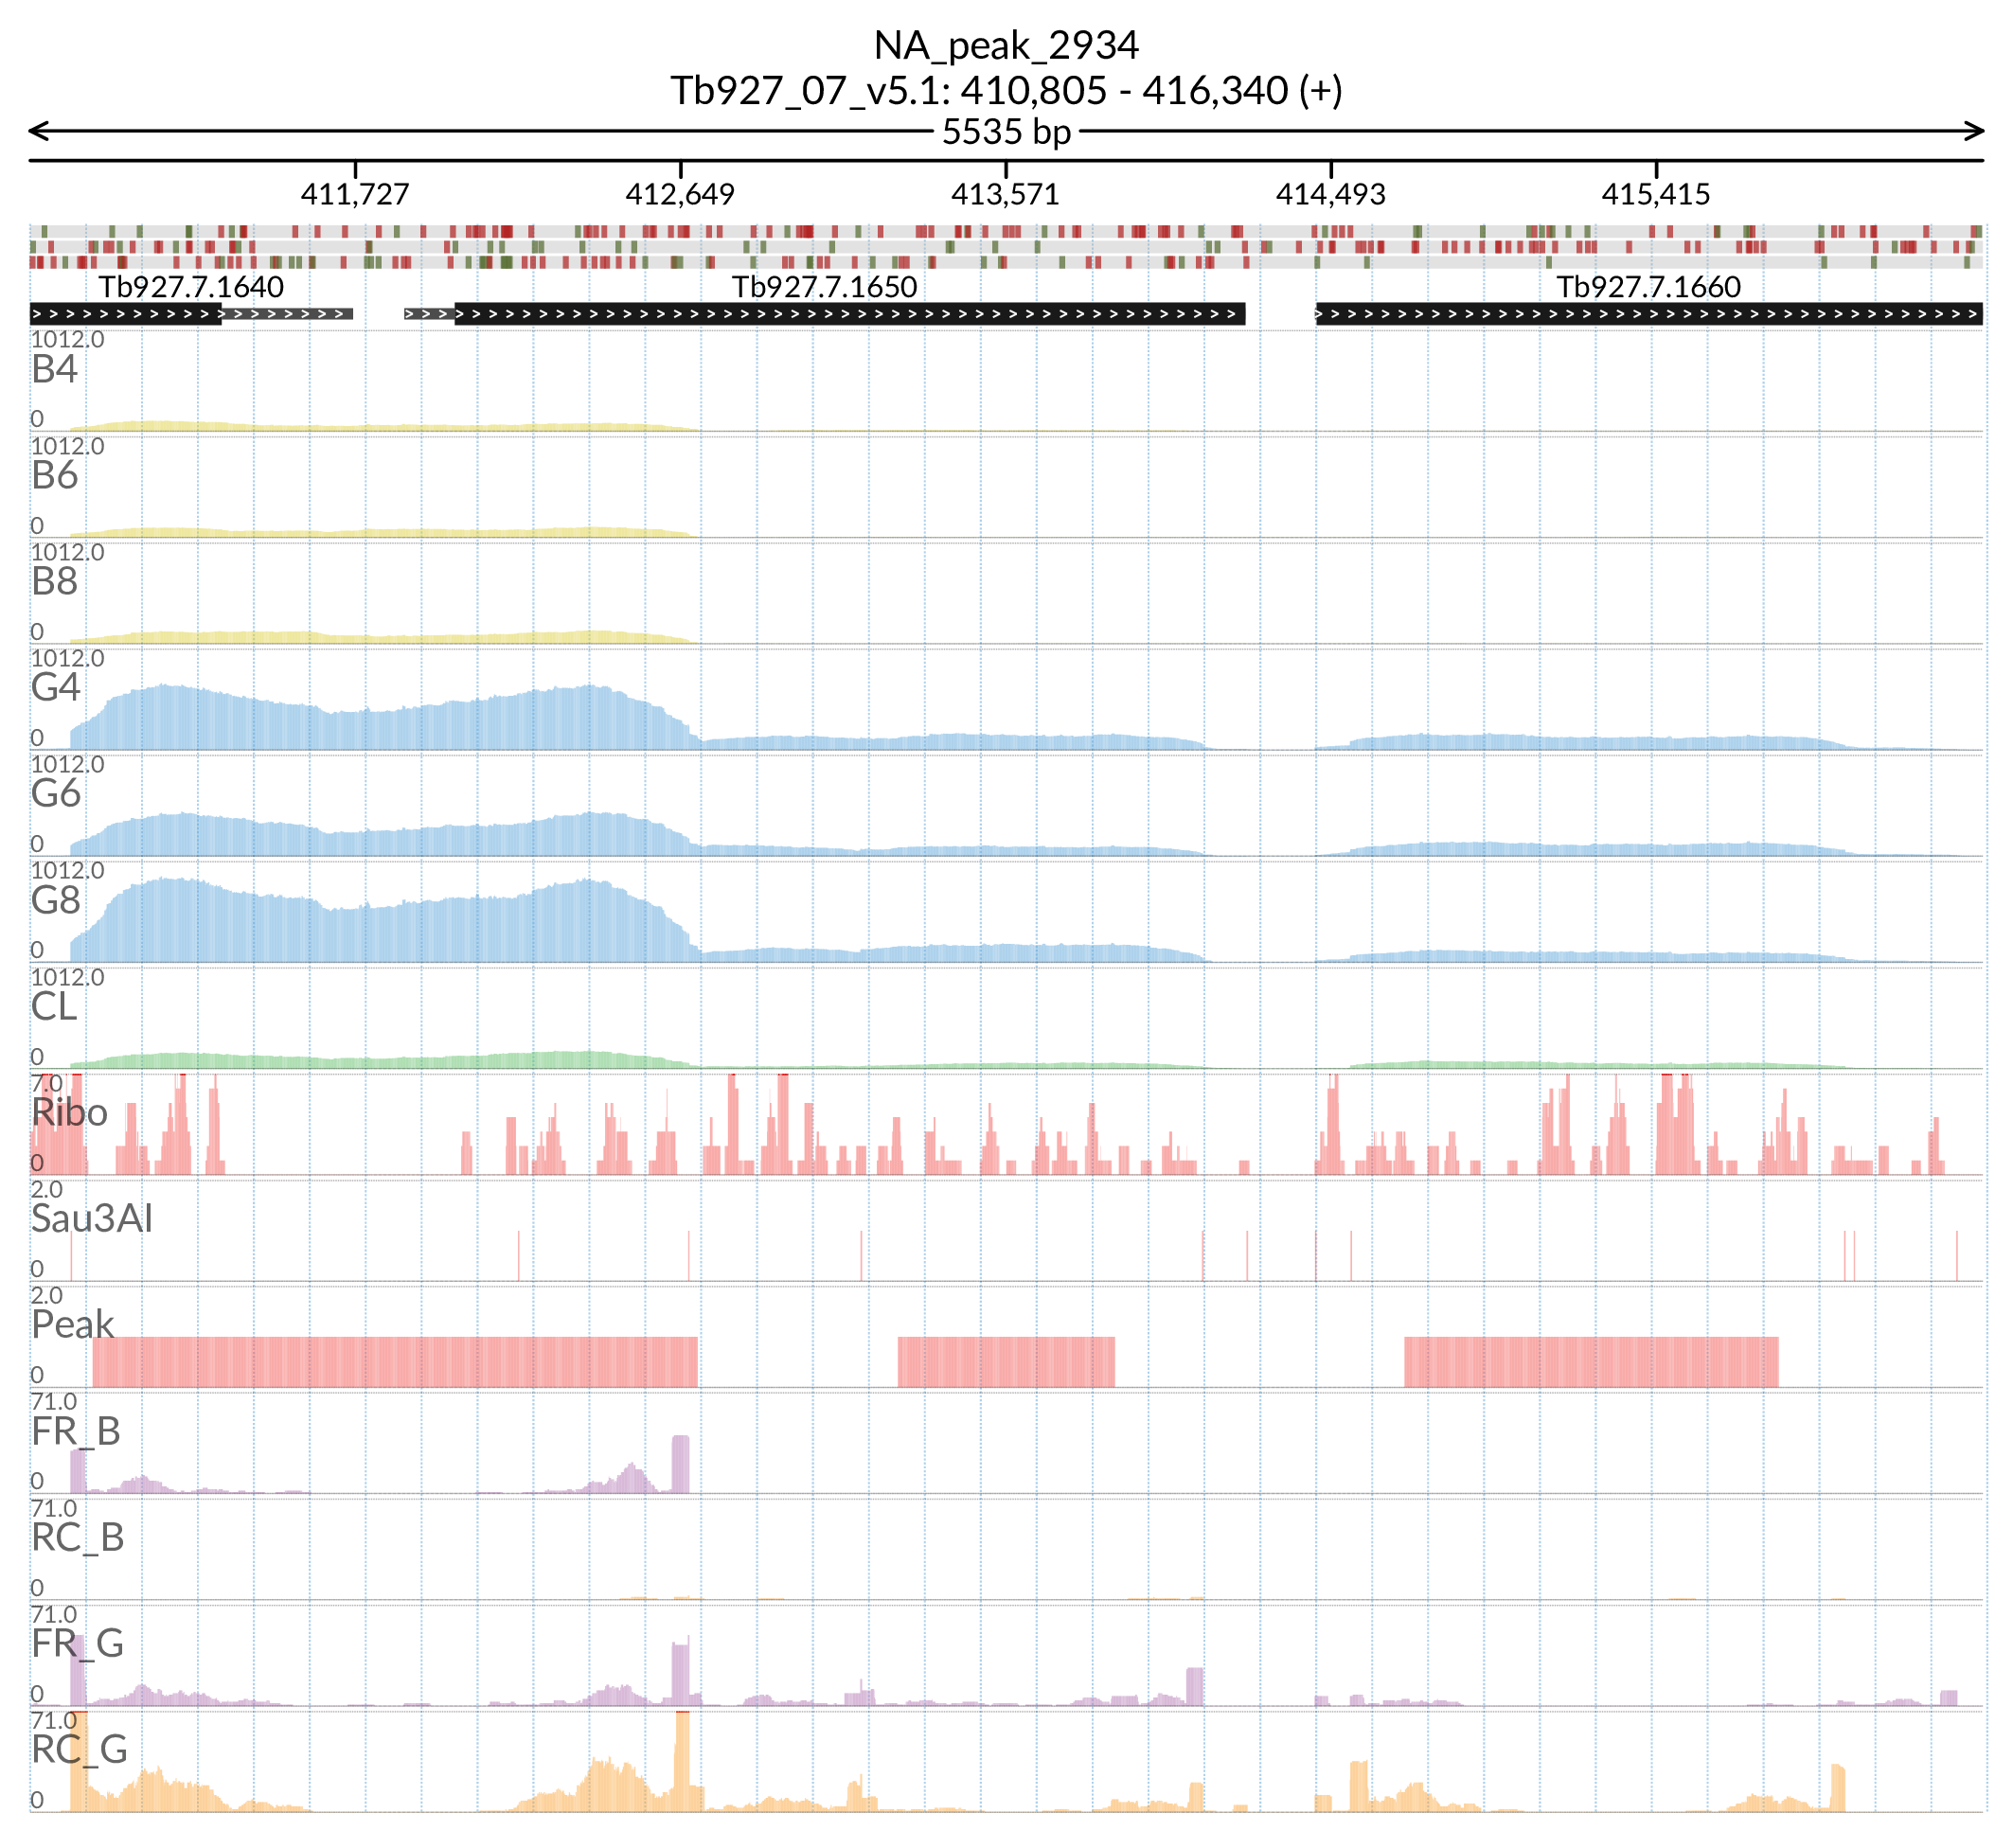 NA_peak_2934
Tb927_07_v5.1: 410,805 - 416,340 (+)
5535 bp
411,727 412,649 413,571 414,493 415,415
Tb927.7.1640 Tb927.7.1650 Tb927.7.1660
1012.0
B4
0
1012.0
B6
0
1012.0
B8
0
1012.0
G4
0
1012.0
G6
0
1012.0
G8
0
1012.0
CL
0
7.0
Ribo
0
2.0
Sau3AI
0
2.0
Peak
0
71.0
FR_B
0
71.0
RC_B
0
71.0
FR_G
0
71.0
RC_G
0